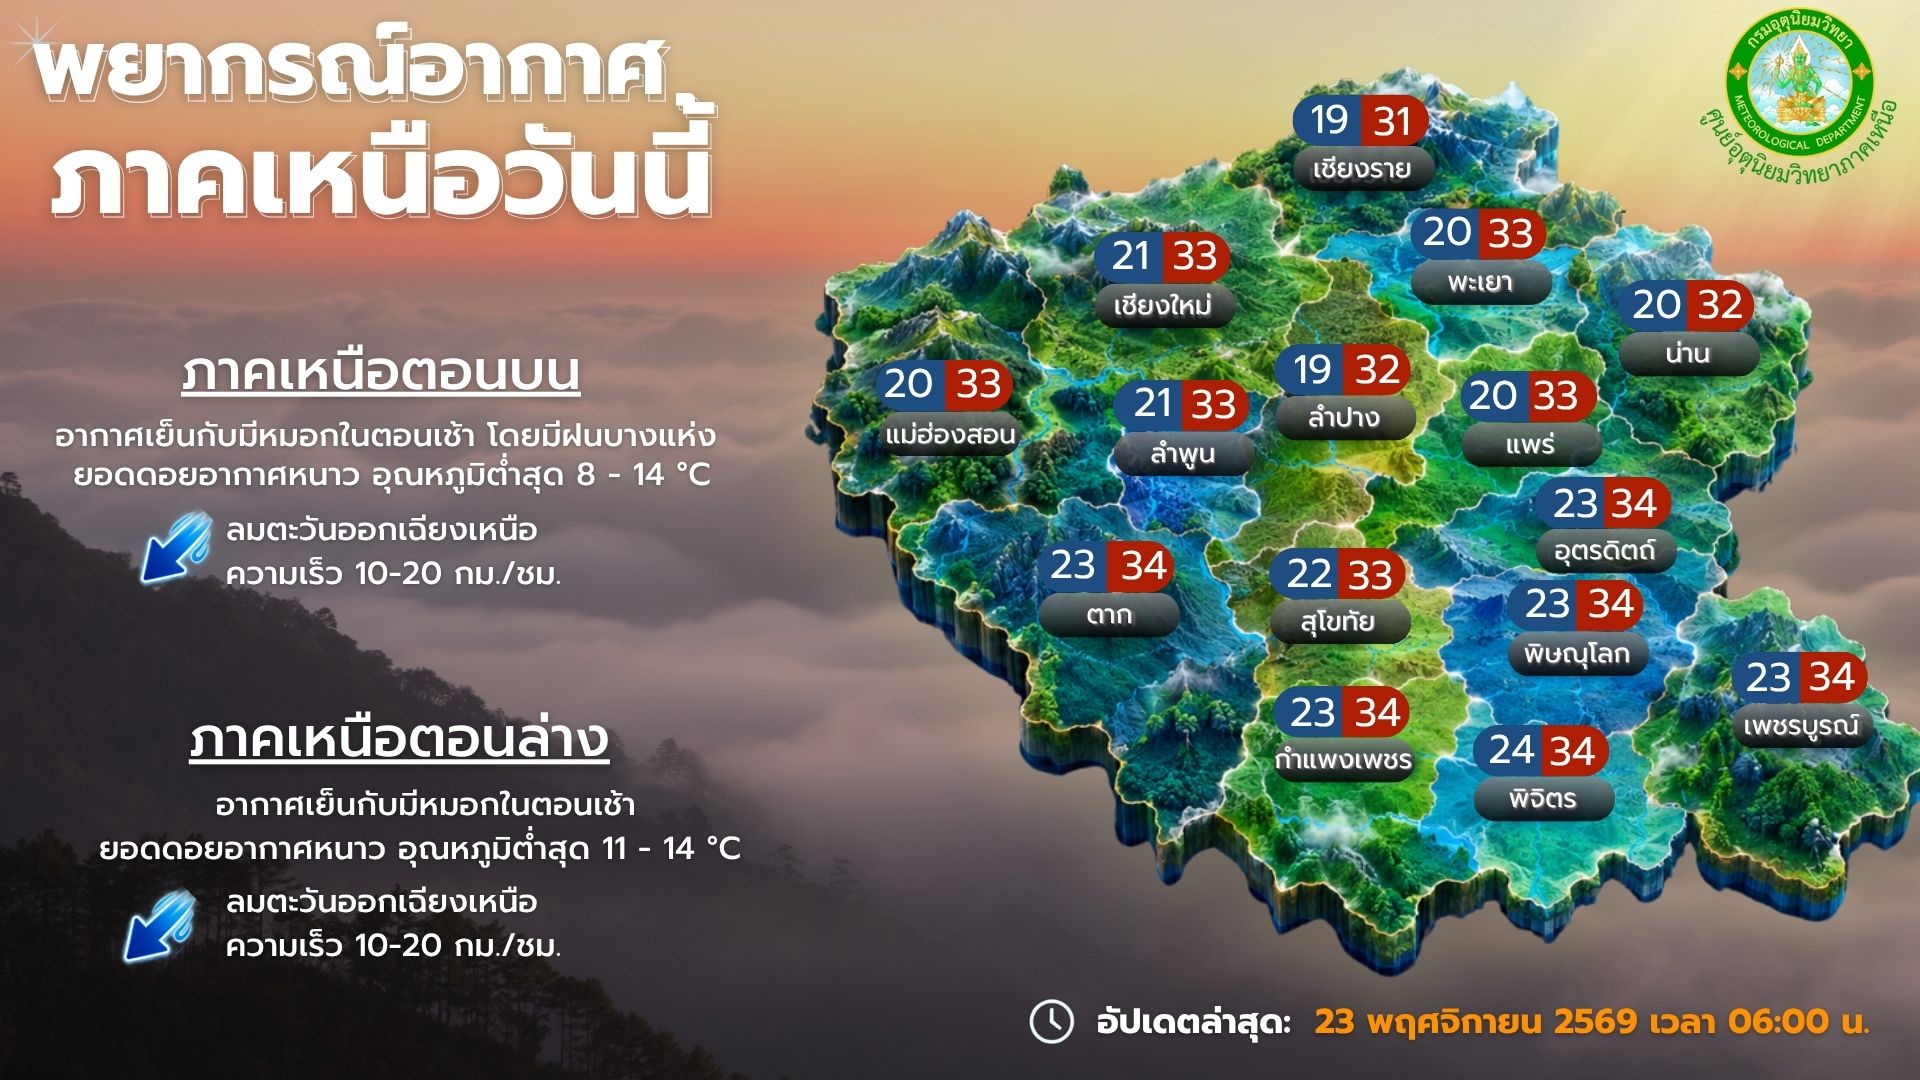 พยากรณ์อากาศ
ภาคเหนือวันนี้
กรมอุตุนิยมวิทยา
METEOROLOGICAL DEPARTMENT
ศูนย์อุตุนิยมวิทยาภาคเหนือ
ภาคเหนือตอนบน
อากาศเย็นกับมีหมอกในตอนเช้า โดยมีฝนบางแห่ง
ยอดดอยอากาศหนาว อุณหภูมิต่ำสุด 8 - 14 °C
ลมตะวันออกเฉียงเหนือ
ความเร็ว 10-20 กม./ชม.
ภาคเหนือตอนล่าง
อากาศเย็นกับมีหมอกในตอนเช้า
ยอดดอยอากาศหนาว อุณหภูมิต่ำสุด 11 - 14 °C
ลมตะวันออกเฉียงเหนือ
ความเร็ว 10-20 กม./ชม.
19 31
เชียงราย
20 33
พะเยา
21 33
เชียงใหม่
20 32
น่าน
19 32
ลำปาง
20 33
แม่ฮ่องสอน
21 33
ลำพูน
20 33
แพร่
23 34
อุตรดิตถ์
23 34
ตาก
22 33
สุโขทัย
23 34
พิษณุโลก
23 34
เพชรบูรณ์
23 34
กำแพงเพชร
24 34
พิจิตร
อัปเดตล่าสุด: 23 พฤศจิกายน 2569 เวลา 06:00 น.